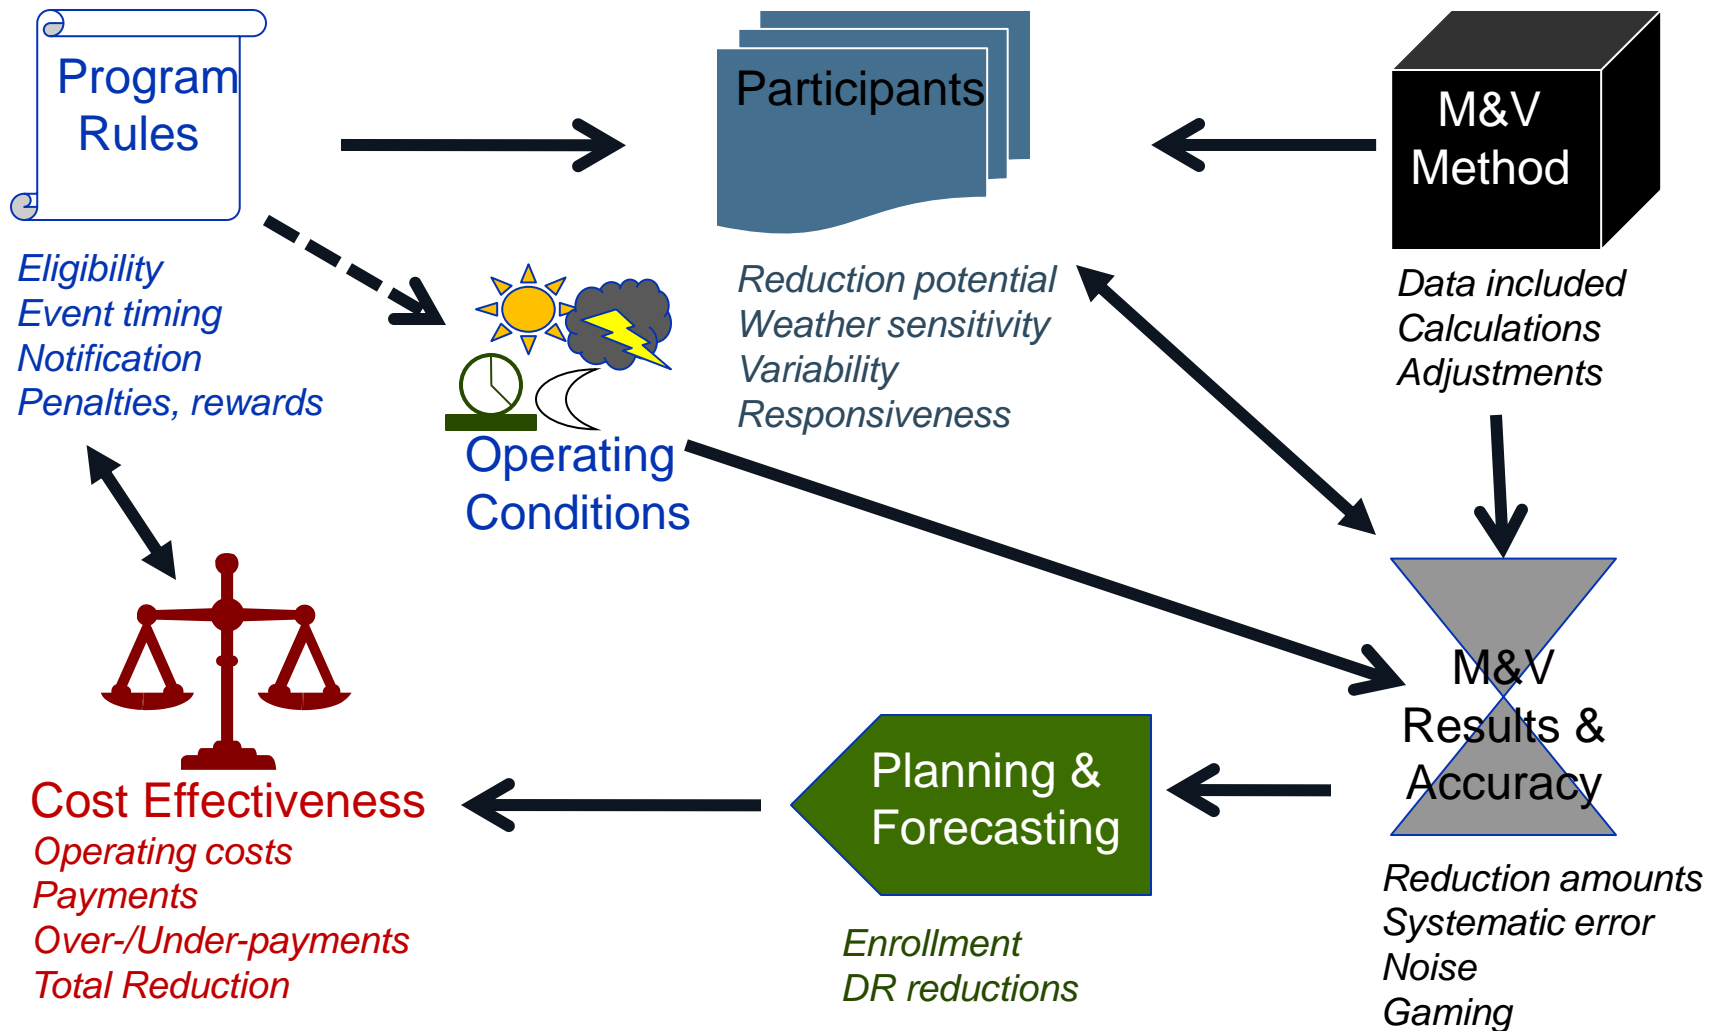 Program
Rules
Eligibility
Event timing
Notification
Penalties, rewards
Participants
Reduction potential
Weather sensitivity
Variability
Responsiveness
M&V
Method
Data included
Calculations
Adjustments
Operating
Conditions
Cost Effectiveness
Operating costs
Payments
Over-/Under-payments
Total Reduction
Planning &
Forecasting
Enrollment
DR reductions
M&V
Results &
Accuracy
Reduction amounts
Systematic error
Noise
Gaming